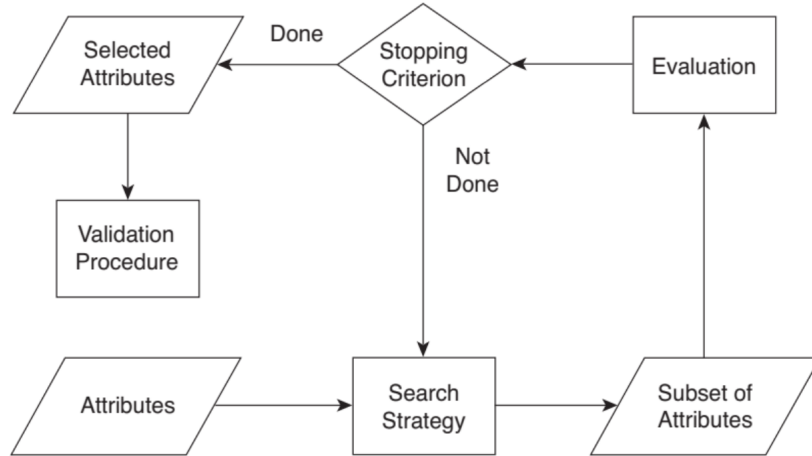 Selected
Attributes
Done
Stopping
Criterion
Evaluation
Not
Done
Validation
Procedure
Attributes
Search
Strategy
Subset of
Attributes